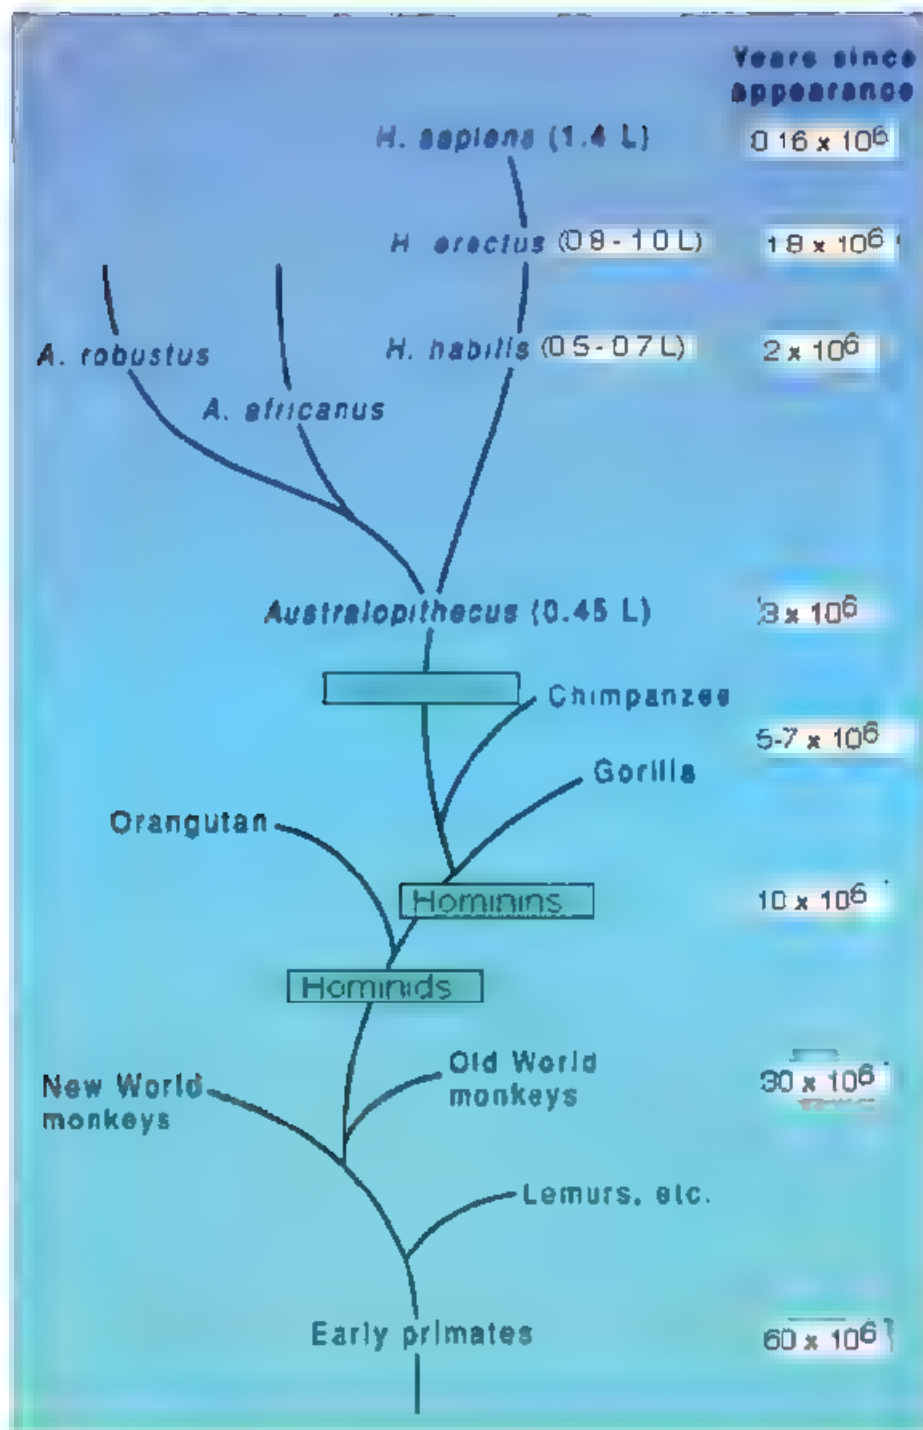 Years since
appearance
H. sapiens (1.4 L)
0 16 x 10⁶
H. erectus (0 8 - 1 0 L)
1 8 x 10⁶
A. robustus
H. habilis (0 5 - 0 7 L)
2 x 10⁶
A. africanus
Australopithecus (0.45 L)
3 x 10⁶
Chimpanzee
5-7 x 10⁶
Gorilla
Orangutan
Hominins
10 x 10⁶
Hominids
New World
monkeys
Old World
monkeys
30 x 10⁶
Lemurs, etc.
Early primates
60 x 10⁶